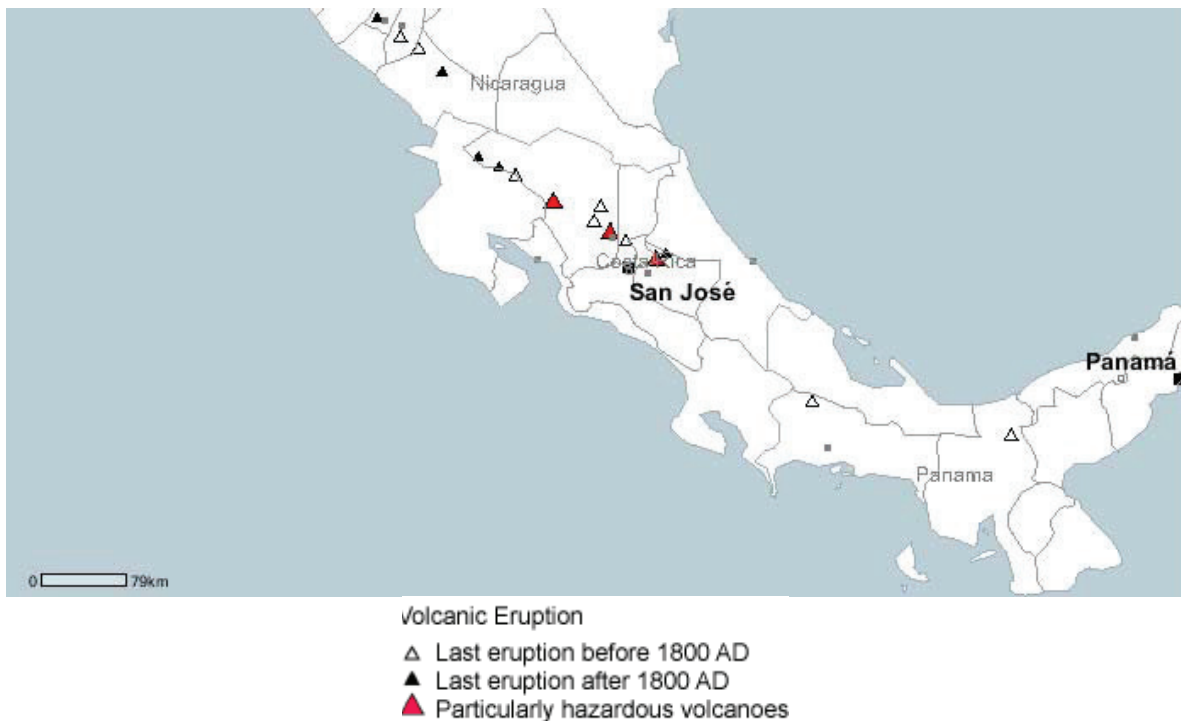 Nicaragua
Costa Rica
San José
Panamá
Panama
0 79km
Volcanic Eruption
Last eruption before 1800 AD
Last eruption after 1800 AD
Particularly hazardous volcanoes